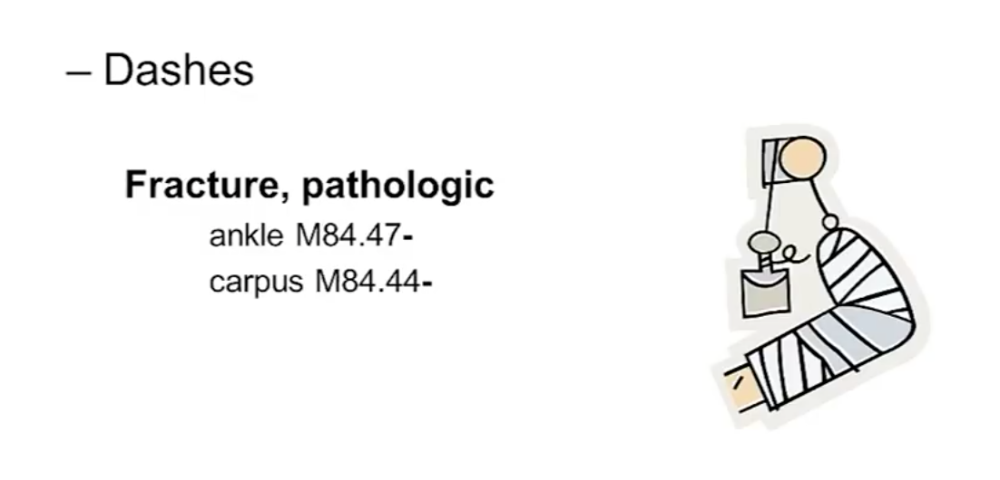 – Dashes
Fracture, pathologic
ankle M84.47-
carpus M84.44-